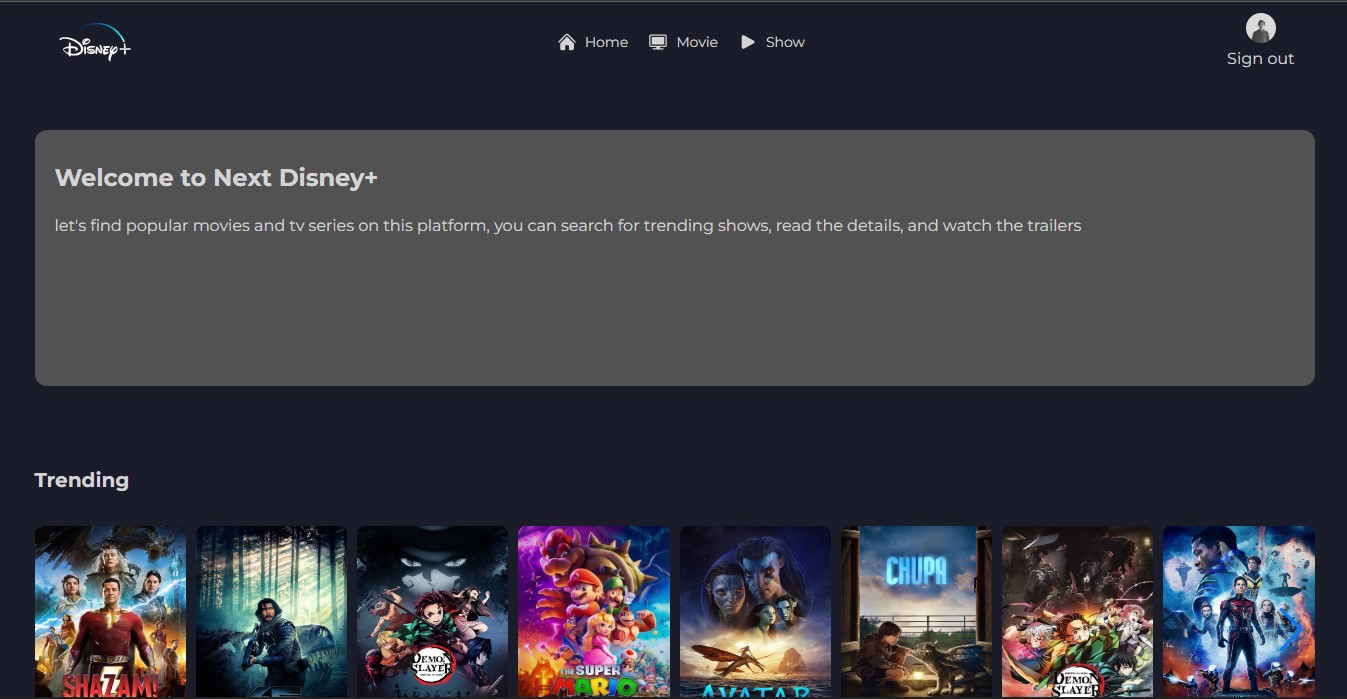 Disney+
Home
Movie
Show
Sign out
Welcome to Next Disney+
let's find popular movies and tv series on this platform, you can search for trending shows, read the details, and watch the trailers
Trending
SHAZAM!
DEMON
SLAYER
THE SUPER
MARIO
AVATAR
CHUPA
DEMON
SLAYER